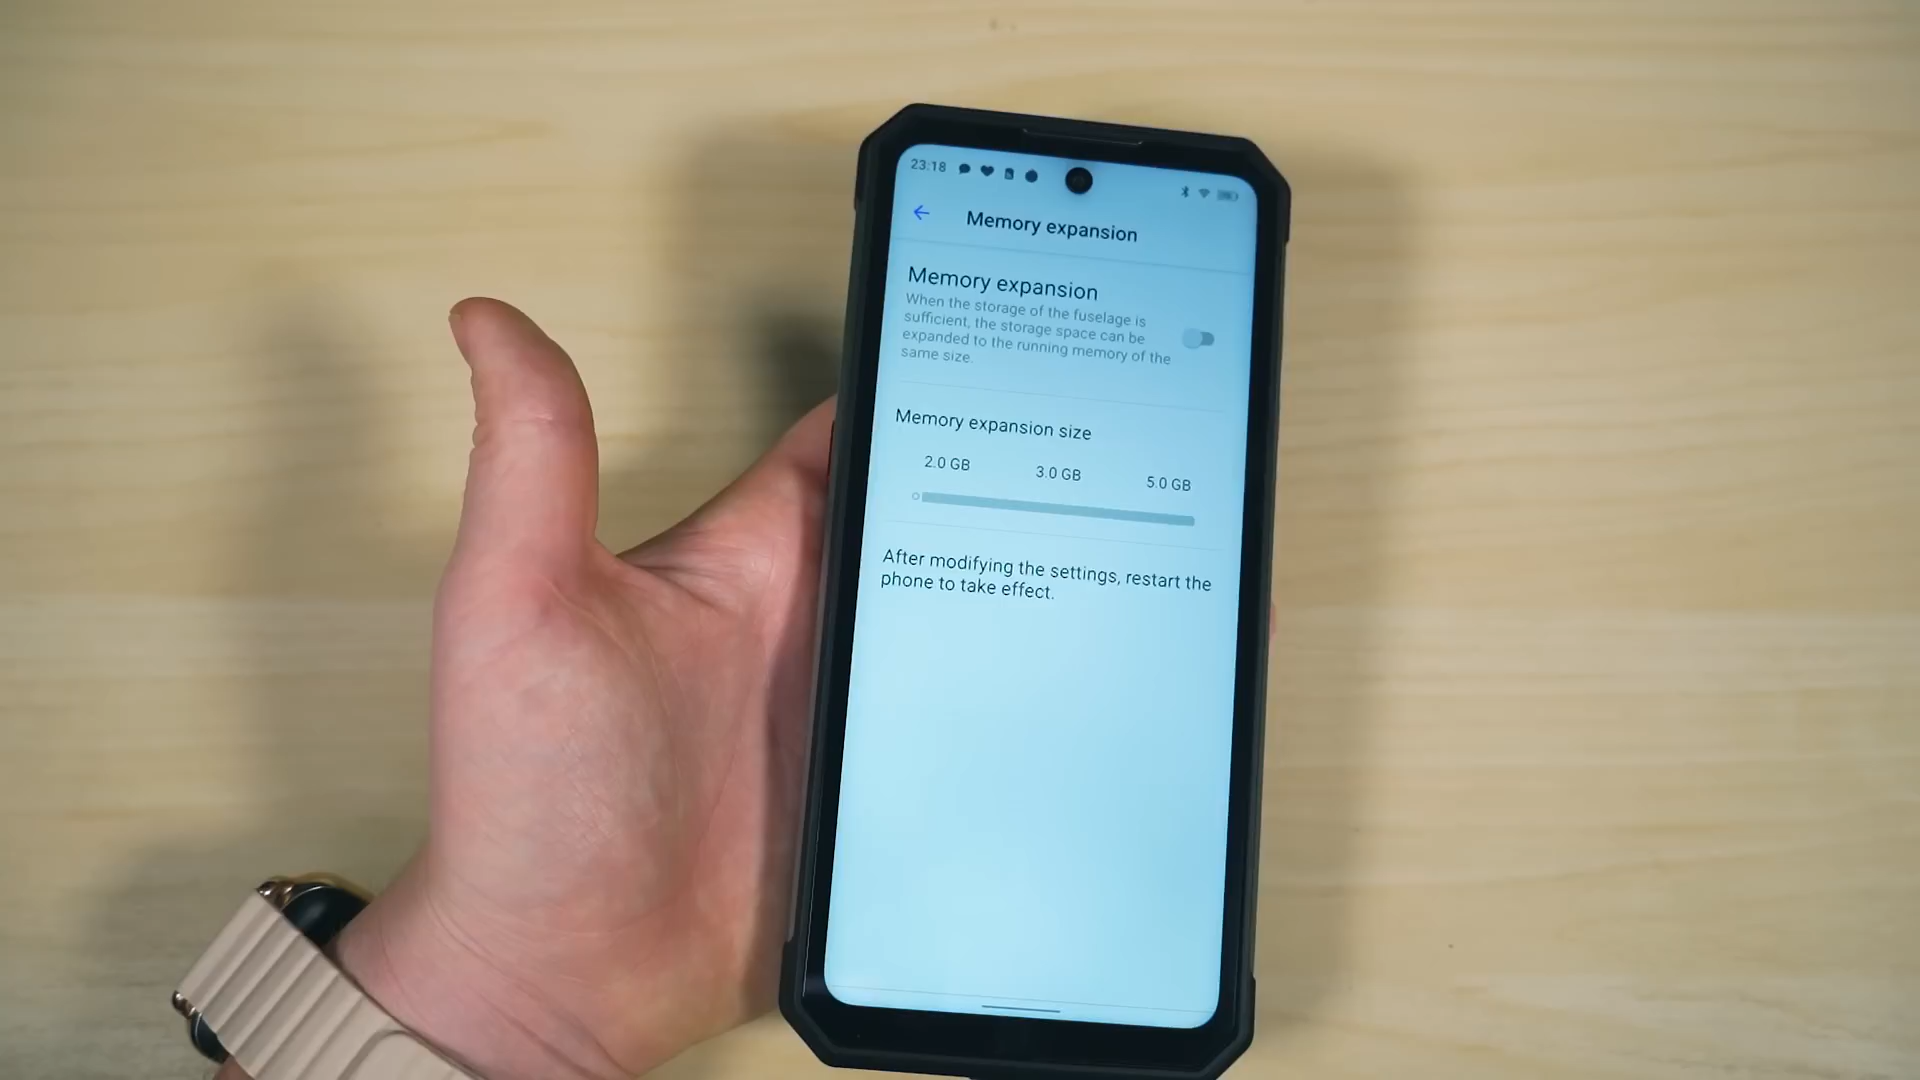 23:18
Memory expansion
Memory expansion
When the storage of the fuselage is
sufficient, the storage space can be
expanded to the running memory of the
same size.
Memory expansion size
2.0 GB 3.0 GB 5.0 GB
After modifying the settings, restart the
phone to take effect.